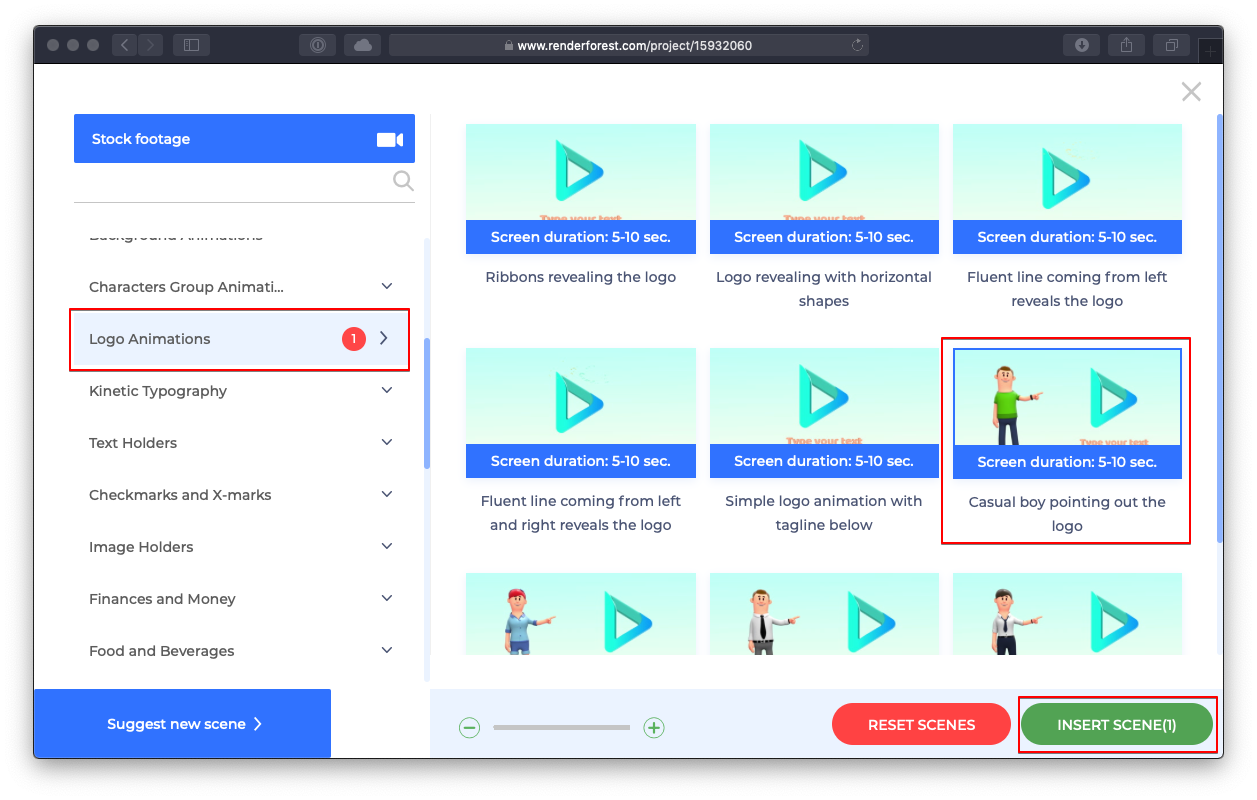 www.renderforest.com/project/15932060
Stock footage
Background Animations
Characters Group Animati...
Logo Animations 1
Kinetic Typography
Text Holders
Checkmarks and X-marks
Image Holders
Finances and Money
Food and Beverages
Suggest new scene
Type your text
Screen duration: 5-10 sec.
Ribbons revealing the logo
Type your text
Screen duration: 5-10 sec.
Logo revealing with horizontal
shapes
Screen duration: 5-10 sec.
Fluent line coming from left
reveals the logo
Screen duration: 5-10 sec.
Fluent line coming from left
and right reveals the logo
Type your text
Screen duration: 5-10 sec.
Simple logo animation with
tagline below
Type your text
Screen duration: 5-10 sec.
Casual boy pointing out the
logo
RESET SCENES
INSERT SCENE(1)